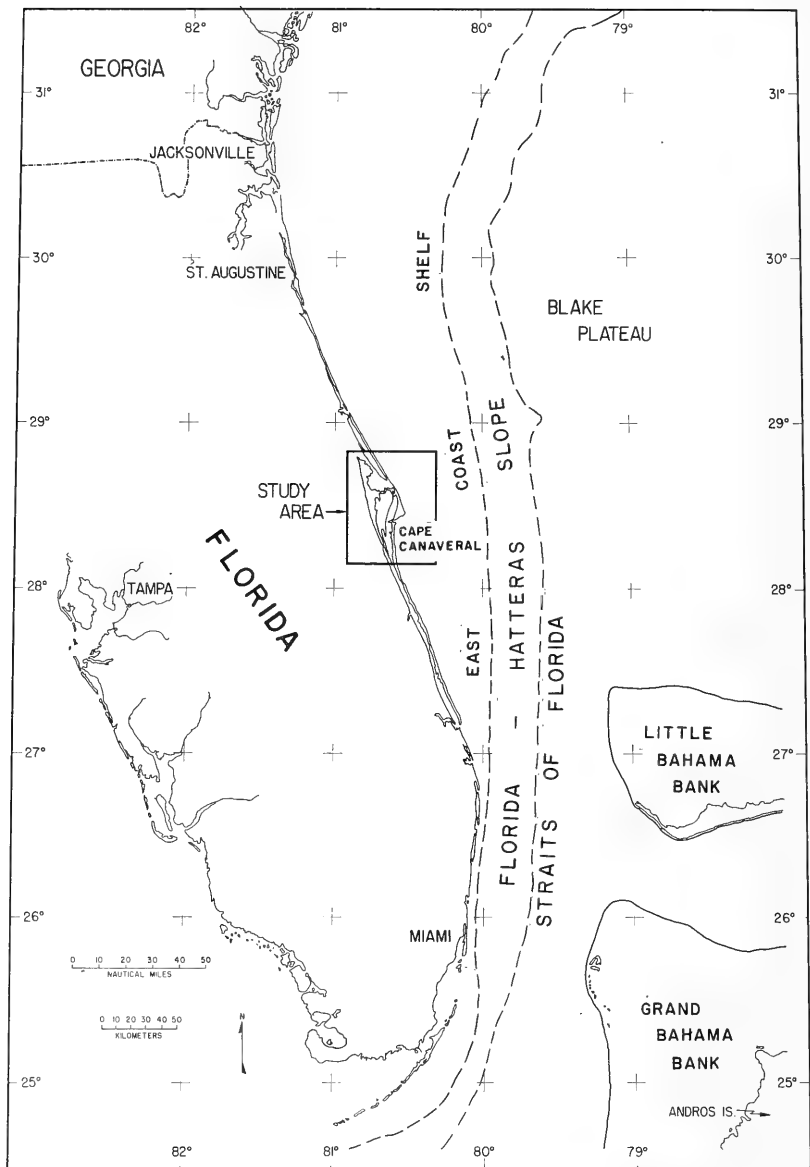 82° 81° 80° 79°
GEORGIA
31° 31°
JACKSONVILLE
30° 30°
ST. AUGUSTINE
EAST COAST SHELF
BLAKE
PLATEAU
29° 29°
FLORIDA - HATTERAS SLOPE
STUDY
AREA
CAPE
CANAVERAL
FLORIDA
28° 28°
TAMPA
STRAITS OF FLORIDA
27° 27°
LITTLE
BAHAMA
BANK
26° 26°
MIAMI
0 10 20 30 40 50
NAUTICAL MILES
0 10 20 30 40 50
KILOMETERS
N
GRAND
BAHAMA
BANK
25° 25°
ANDROS IS.
82° 81° 80° 79°